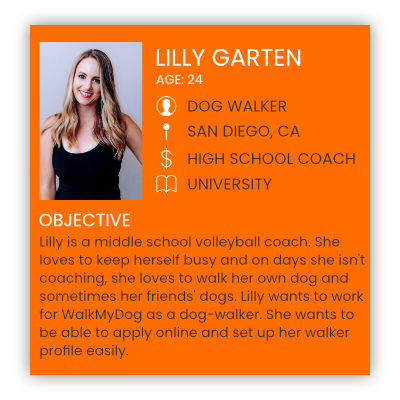 LILLY GARTEN
AGE: 24
DOG WALKER
SAN DIEGO, CA
HIGH SCHOOL COACH
UNIVERSITY
OBJECTIVE
Lilly is a middle school volleyball coach. She
loves to keep herself busy and on days she isn't
coaching, she loves to walk her own dog and
sometimes her friends' dogs. Lilly wants to work
for WalkMyDog as a dog-walker. She wants to
be able to apply online and set up her walker
profile easily.